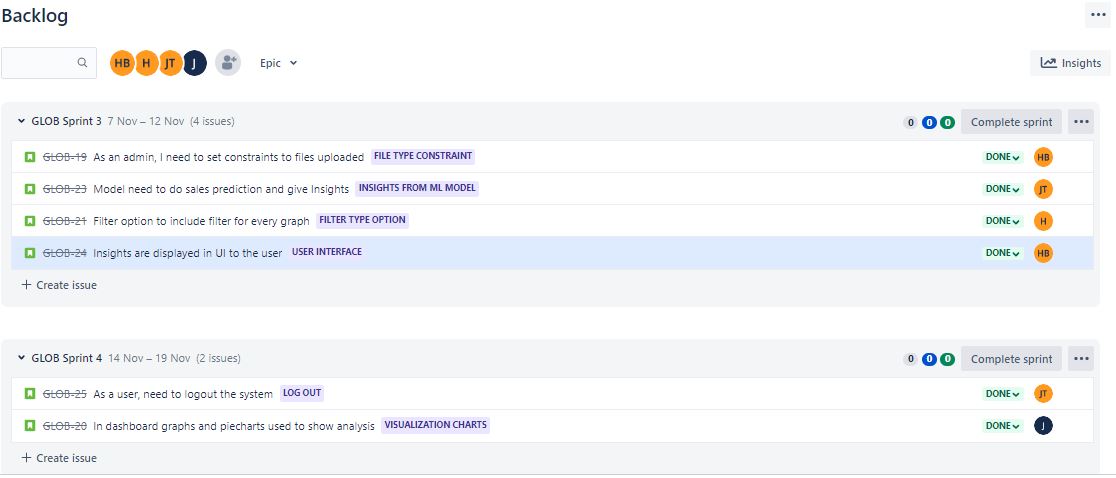 Backlog
HB H JT J Epic Insights
GLOB Sprint 3 7 Nov – 12 Nov (4 issues) 0 0 0 Complete sprint
GLOB-19 As an admin, I need to set constraints to files uploaded FILE TYPE CONSTRAINT DONE HB
GLOB-23 Model need to do sales prediction and give Insights INSIGHTS FROM ML MODEL DONE JT
GLOB-21 Filter option to include filter for every graph FILTER TYPE OPTION DONE H
GLOB-24 Insights are displayed in UI to the user USER INTERFACE DONE HB
+ Create issue
GLOB Sprint 4 14 Nov – 19 Nov (2 issues) 0 0 0 Complete sprint
GLOB-25 As a user, need to logout the system LOG OUT DONE JT
GLOB-20 In dashboard graphs and piecharts used to show analysis VISUALIZATION CHARTS DONE J
+ Create issue